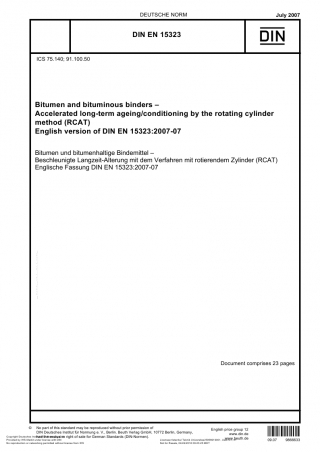 DEUTSCHE NORM
July 2007
DIN EN 15323
DIN
ICS 75.140; 91.100.50
Bitumen and bituminous binders –
Accelerated long-term ageing/conditioning by the rotating cylinder
method (RCAT)
English version of DIN EN 15323:2007-07
Bitumen und bitumenhaltige Bindemittel –
Beschleunigte Langzeit-Alterung mit dem Verfahren mit rotierendem Zylinder (RCAT)
Englische Fassung DIN EN 15323:2007-07
Document comprises 23 pages
© No part of this standard may be reproduced without prior permission of
DIN Deutsches Institut für Normung e. V., Berlin. Beuth Verlag GmbH, 10772 Berlin, Germany,
has the exclusive right of sale for German Standards (DIN-Normen).
English price group 12
www.din.de
www.beuth.de